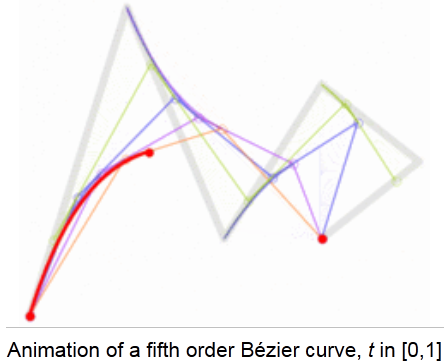 Animation of a fifth order Bézier curve, t in [0,1]